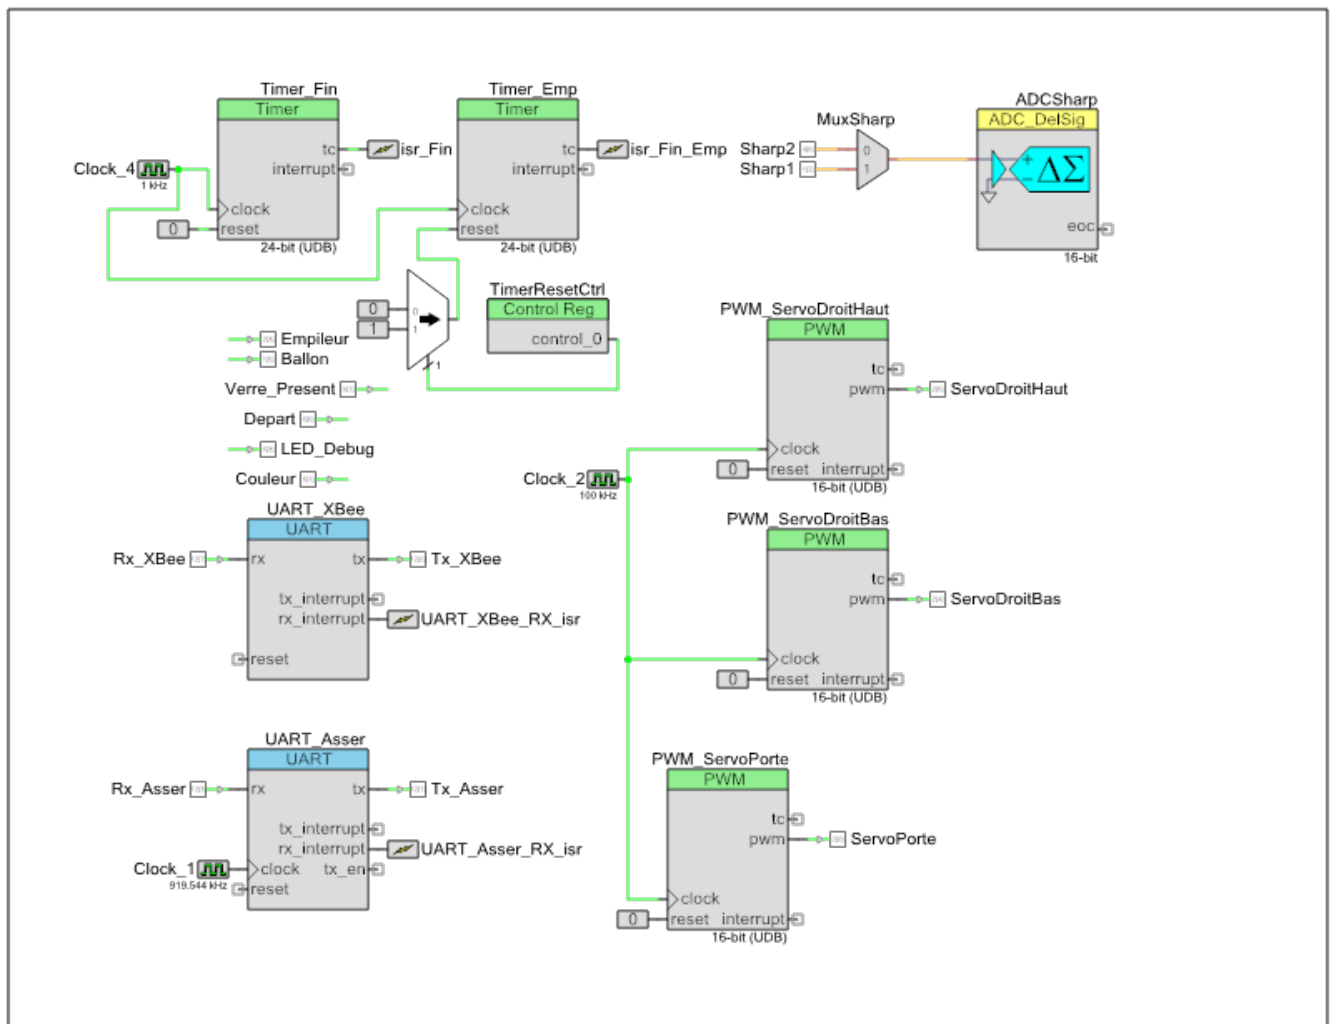 Timer_Fin
Timer
tc
isr_Fin
interrupt
Clock_4
1 kHz
clock
0
reset
24-bit (UDB)
Timer_Emp
Timer
tc
isr_Fin_Emp
interrupt
clock
reset
24-bit (UDB)
MuxSharp
Sharp2
0
Sharp1
1
ADCSharp
ADC_DelSig
+
-
ΔΣ
eoc
16-bit
0
0
1
1
1
TimerResetCtrl
Control Reg
control_0
Empileur
Ballon
Verre_Present
Depart
LED_Debug
Couleur
PWM_ServoDroitHaut
PWM
tc
pwm
ServoDroitHaut
clock
0
reset interrupt
16-bit (UDB)
Clock_2
100 kHz
UART_XBee
UART
Rx_XBee
rx
tx
Tx_XBee
tx_interrupt
rx_interrupt
UART_XBee_RX_isr
reset
PWM_ServoDroitBas
PWM
tc
pwm
ServoDroitBas
clock
0
reset interrupt
16-bit (UDB)
UART_Asser
UART
Rx_Asser
rx
tx
Tx_Asser
tx_interrupt
rx_interrupt
UART_Asser_RX_isr
Clock_1
919.544 kHz
clock
tx_en
reset
PWM_ServoPorte
PWM
tc
pwm
ServoPorte
clock
0
reset interrupt
16-bit (UDB)